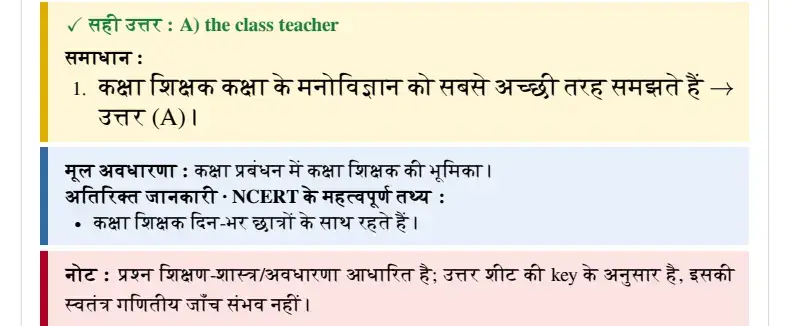 ✓ सही उत्तर : A) the class teacher
समाधान :
1. कक्षा शिक्षक कक्षा के मनोविज्ञान को सबसे अच्छी तरह समझते हैं →
उत्तर (A)।
मूल अवधारणा : कक्षा प्रबंधन में कक्षा शिक्षक की भूमिका।
अतिरिक्त जानकारी · NCERT के महत्वपूर्ण तथ्य :
• कक्षा शिक्षक दिन-भर छात्रों के साथ रहते हैं।
नोट : प्रश्न शिक्षण-शास्त्र/अवधारणा आधारित है; उत्तर शीट की key के अनुसार है, इसकी
स्वतंत्र गणितीय जाँच संभव नहीं।